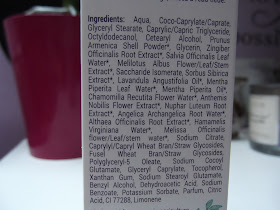 Ingredients: Aqua, Coco-Caprylate/Caprate,
Glyceryl Stearate, Caprylic/Capric Triglyceride,
Octyldodecanol, Cetearyl Alcohol, Prunus
Armeniaca Shell Powder*, Glycerin, Zingiber
Officinalis Root Extract*, Salvia Officinalis Leaf
Water*, Melilotus Albus Flower/Leaf/Stem
Extract*, Saccharide Isomerate, Sorbus Sibirica
Extract*, Lavandula Angustifolia Oil*, Mentha
Piperita Leaf Water*, Mentha Piperita Oil*,
Chamomilla Recutita Flower Water*, Anthemis
Nobilis Flower Extract*, Nuphar Luteum Root
Extract*, Angelica Archangelica Root Water*,
Althaea Officinalis Root Extract*, Hamamelis
Virginiana Water*, Melissa Officinalis
Flower/Leaf/stem water*, Sodium Citrate,
Caprylyl/Capryl Wheat Bran/Straw Glycosides,
Fusel Wheat Bran/Straw Glycosides,
Polyglyceryl-5 Oleate, Sodium Cocoyl
Glutamate, Glyceryl Caprylate, Tocopherol,
Xanthan Gum, Sodium Stearoyl Glutamate,
Benzyl Alcohol, Dehydroacetic Acid, Sodium
Benzoate, Potassium Sorbate, Parfum, Citric
Acid, CI 77288, Limonene